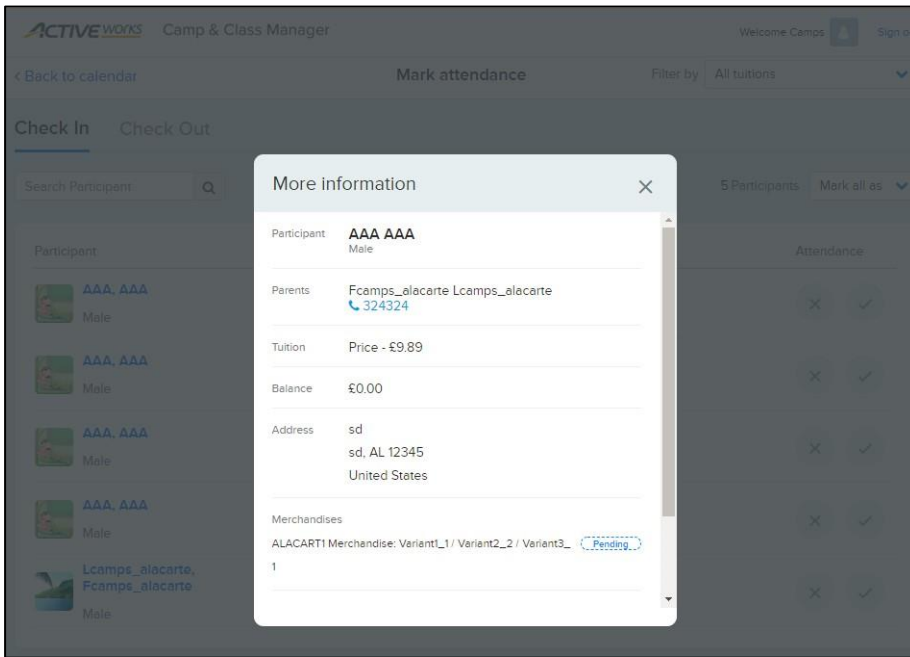 ACTIVE works Camp & Class Manager Welcome Camps Sign o
< Back to calendar Mark attendance Filter by All tuitions
Check In Check Out
Search Participant 5 Participants Mark all as
Participant Attendance
AAA, AAA
Male
AAA, AAA
Male
AAA, AAA
Male
AAA, AAA
Male
Lcamps_alacarte,
Fcamps_alacarte
Male
More information
Participant AAA AAA
Male
Parents Fcamps_alacarte Lcamps_alacarte
324324
Tuition Price - £9.89
Balance £0.00
Address sd
sd, AL 12345
United States
Merchandises
ALACART1 Merchandise: Variant1_1 / Variant2_2 / Variant3_ Pending
1